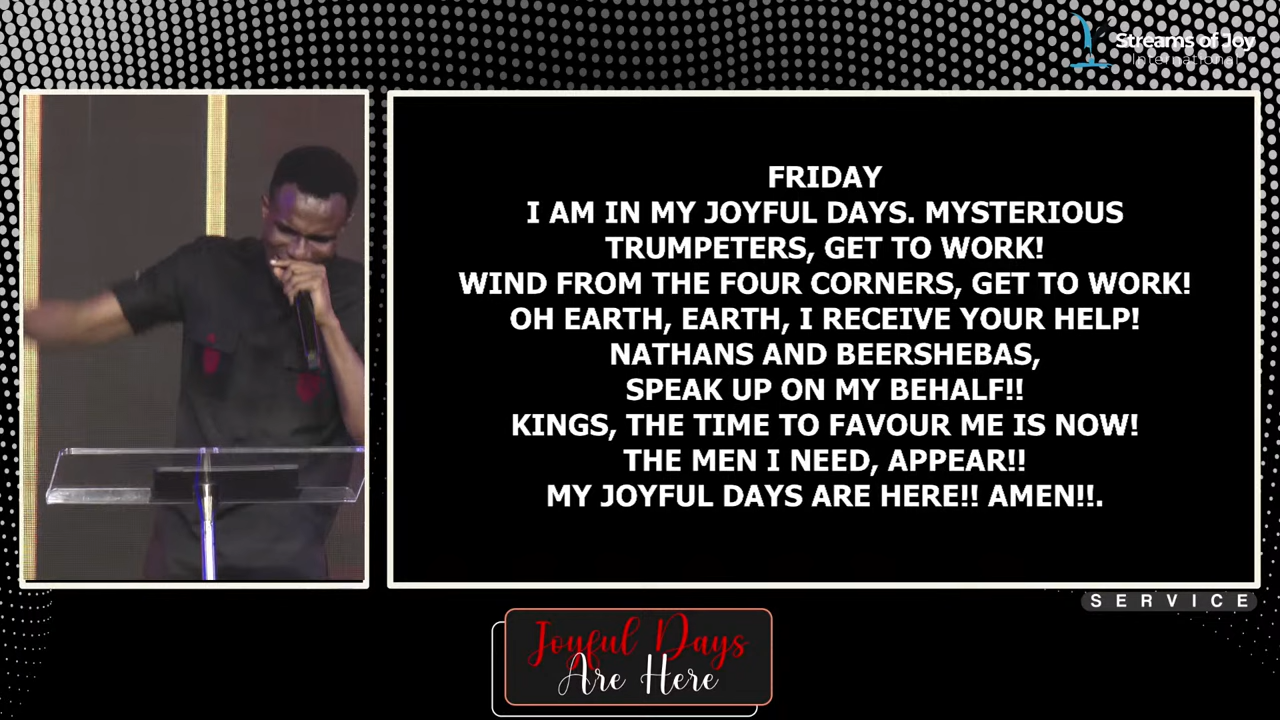 Streams of Joy
International
FRIDAY
I AM IN MY JOYFUL DAYS. MYSTERIOUS
TRUMPETERS, GET TO WORK!
WIND FROM THE FOUR CORNERS, GET TO WORK!
OH EARTH, EARTH, I RECEIVE YOUR HELP!
NATHANS AND BEERSHEBAS,
SPEAK UP ON MY BEHALF!!
KINGS, THE TIME TO FAVOUR ME IS NOW!
THE MEN I NEED, APPEAR!!
MY JOYFUL DAYS ARE HERE!! AMEN!!.
SERVICE
Joyful Days
Are Here